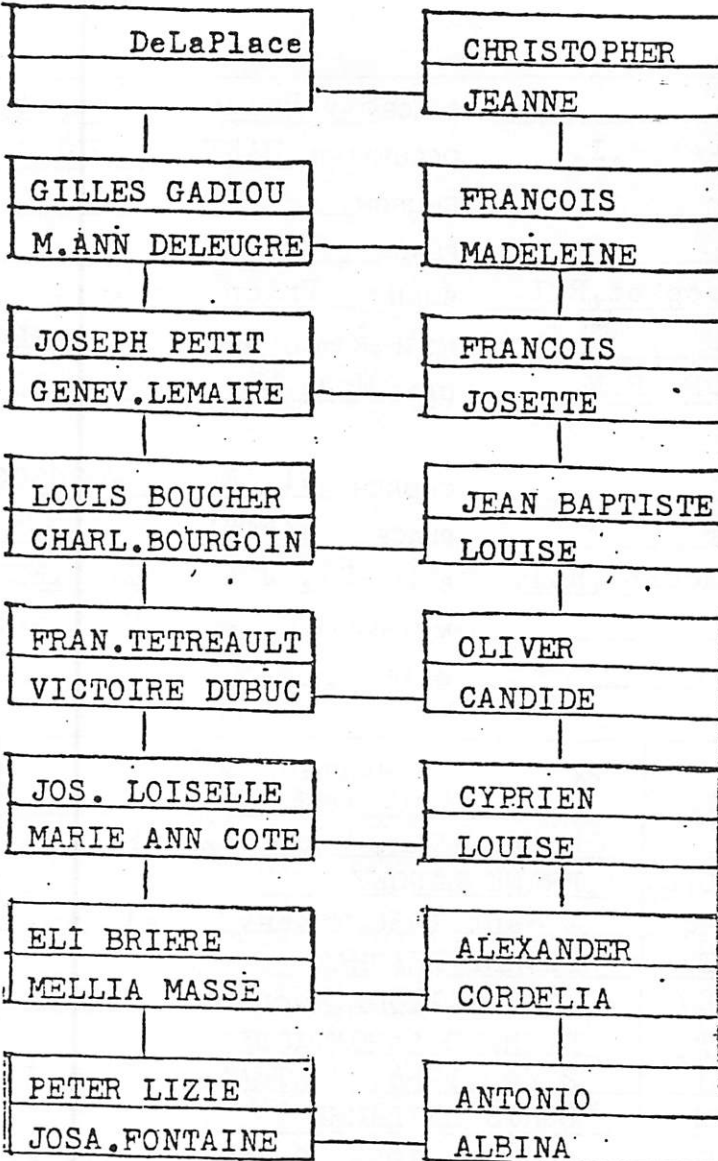 DeLaPlace
CHRISTOPHER
JEANNE
GILLES GADIOU
FRANCOIS
M.ANN DELEUGRE
MADELEINE
JOSEPH PETIT
FRANCOIS
GENEV.LEMAIRE
JOSETTE
LOUIS BOUCHER
JEAN BAPTISTE
CHARL.BOURGOIN
LOUISE
FRAN.TETREAULT
OLIVER
VICTOIRE DUBUC
CANDIDE
JOS. LOISELLE
CYPRIEN
MARIE ANN COTE
LOUISE
ELI BRIERE
ALEXANDER
MELLIA MASSE
CORDELIA
PETER LIZIE
ANTONIO
JOSA.FONTAINE
ALBINA